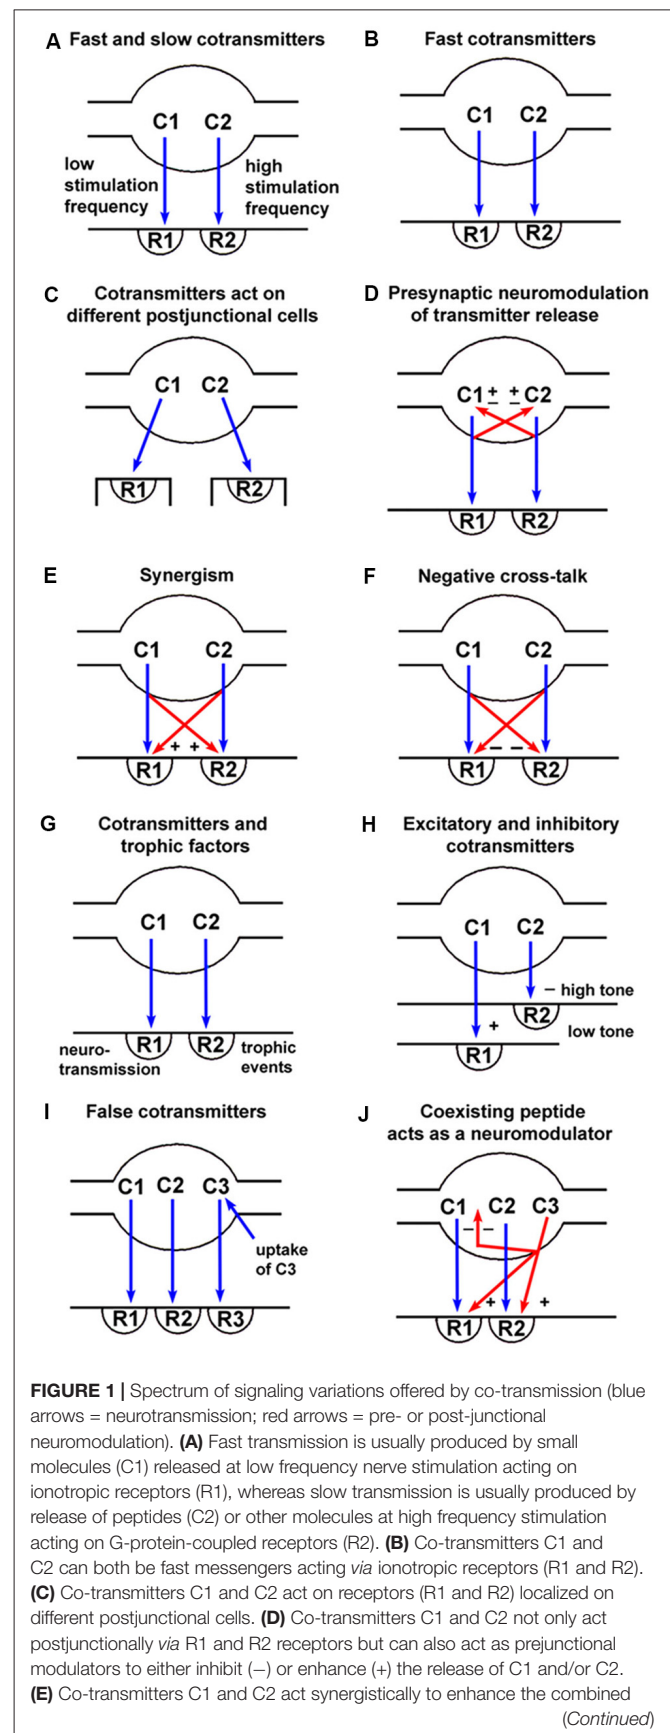 A Fast and slow cotransmitters
C1 C2
low
stimulation
frequency
high
stimulation
frequency
R1 R2
B Fast cotransmitters
C1 C2
R1 R2
C Cotransmitters act on
different postjunctional cells
C1 C2
R1 R2
D Presynaptic neuromodulation
of transmitter release
C1 ± ± C2
R1 R2
E Synergism
C1 C2
+ +
R1 R2
F Negative cross-talk
C1 C2
− −
R1 R2
G Cotransmitters and
trophic factors
C1 C2
neuro-
transmission
R1 R2
trophic
events
H Excitatory and inhibitory
cotransmitters
C1 C2
− high tone
R2
+ low tone
R1
I False cotransmitters
C1 C2 C3
uptake
of C3
R1 R2 R3
J Coexisting peptide
acts as a neuromodulator
C1 − − C2 C3
+ +
R1 R2
FIGURE 1 | Spectrum of signaling variations offered by co-transmission (blue
arrows = neurotransmission; red arrows = pre- or post-junctional
neuromodulation). (A) Fast transmission is usually produced by small
molecules (C1) released at low frequency nerve stimulation acting on
ionotropic receptors (R1), whereas slow transmission is usually produced by
release of peptides (C2) or other molecules at high frequency stimulation
acting on G-protein-coupled receptors (R2). (B) Co-transmitters C1 and
C2 can both be fast messengers acting via ionotropic receptors (R1 and R2).
(C) Co-transmitters C1 and C2 act on receptors (R1 and R2) localized on
different postjunctional cells. (D) Co-transmitters C1 and C2 not only act
postjunctionally via R1 and R2 receptors but can also act as prejunctional
modulators to either inhibit (−) or enhance (+) the release of C1 and/or C2.
(E) Co-transmitters C1 and C2 act synergistically to enhance the combined
(Continued)